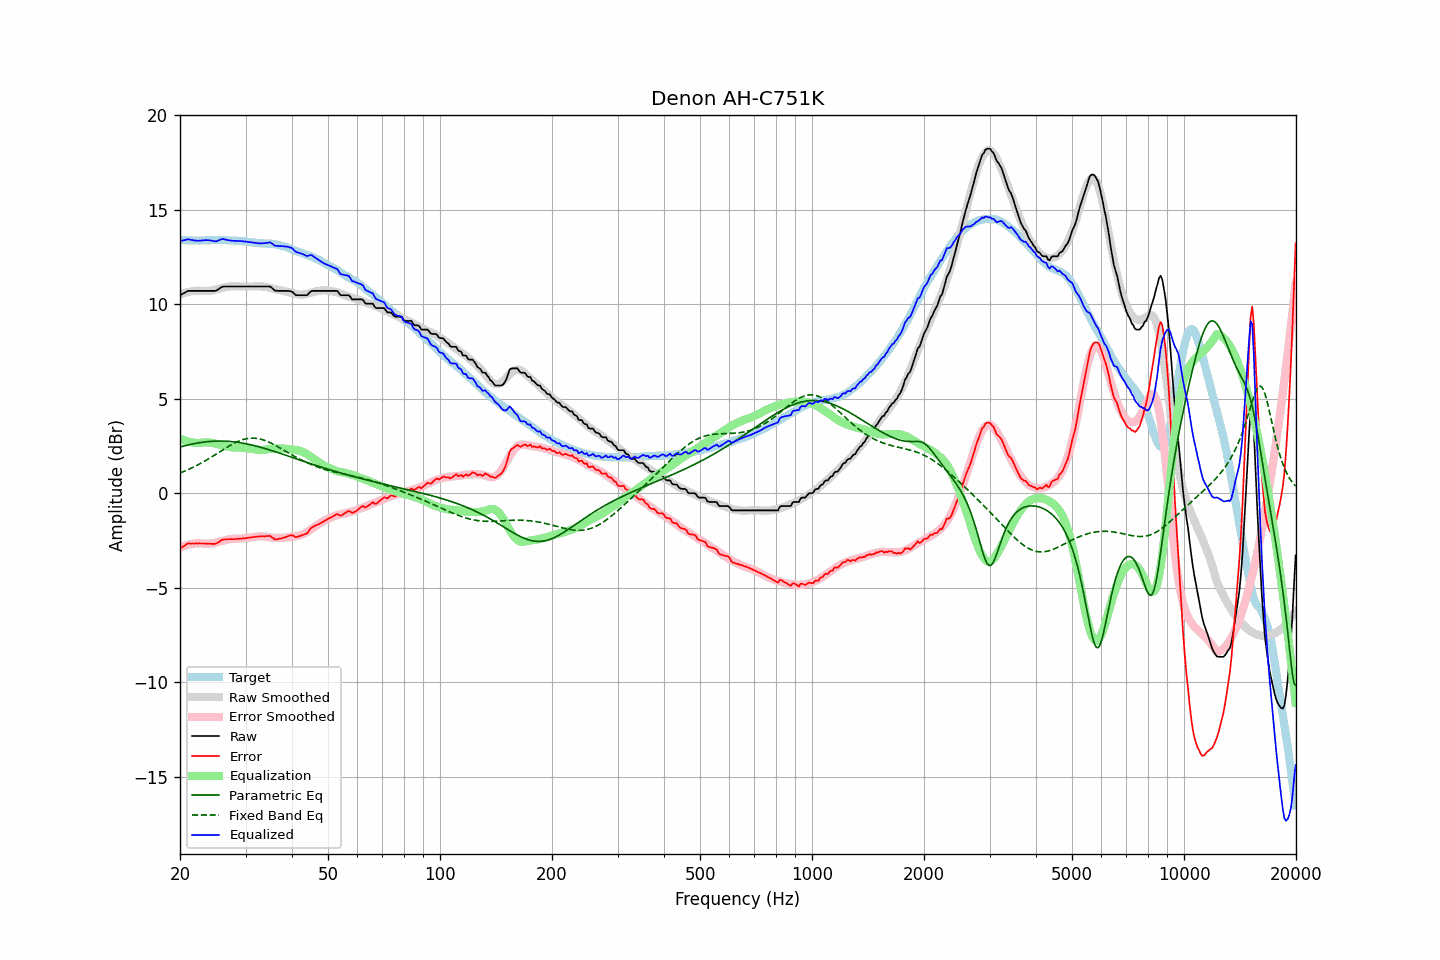 Denon AH-C751K
Amplitude (dBr)
20
15
10
5
0
−5
−10
−15
Target
Raw Smoothed
Error Smoothed
Raw
Error
Equalization
Parametric Eq
Fixed Band Eq
Equalized
20 50 100 200 500 1000 2000 5000 10000 20000
Frequency (Hz)